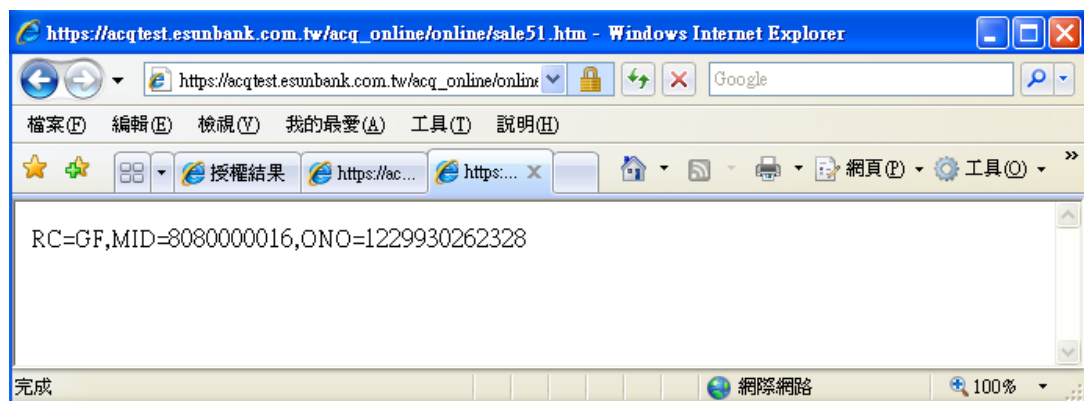 https://acqtest.esunbank.com.tw/acq_online/online/sale51.htm - Windows Internet Explorer
https://acqtest.esunbank.com.tw/acq_online/online Google
檔案(F) 編輯(E) 檢視(V) 我的最愛(A) 工具(T) 說明(H)
授權結果 https://ac... https:... 網頁(P) 工具(O) »
RC=GF,MID=8080000016,ONO=1229930262328
完成 網際網路 100%